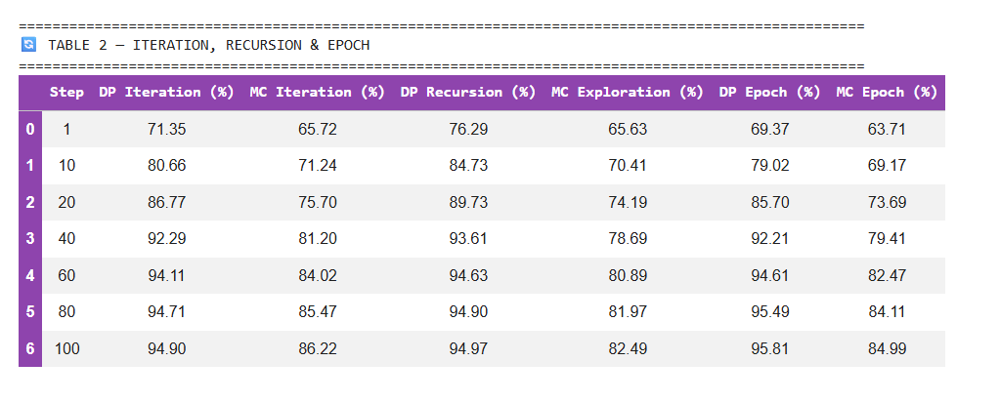 ====================================================================================================
🔄 TABLE 2 — ITERATION, RECURSION & EPOCH
====================================================================================================
Step DP Iteration (%) MC Iteration (%) DP Recursion (%) MC Exploration (%) DP Epoch (%) MC Epoch (%)
0 1 71.35 65.72 76.29 65.63 69.37 63.71
1 10 80.66 71.24 84.73 70.41 79.02 69.17
2 20 86.77 75.70 89.73 74.19 85.70 73.69
3 40 92.29 81.20 93.61 78.69 92.21 79.41
4 60 94.11 84.02 94.63 80.89 94.61 82.47
5 80 94.71 85.47 94.90 81.97 95.49 84.11
6 100 94.90 86.22 94.97 82.49 95.81 84.99